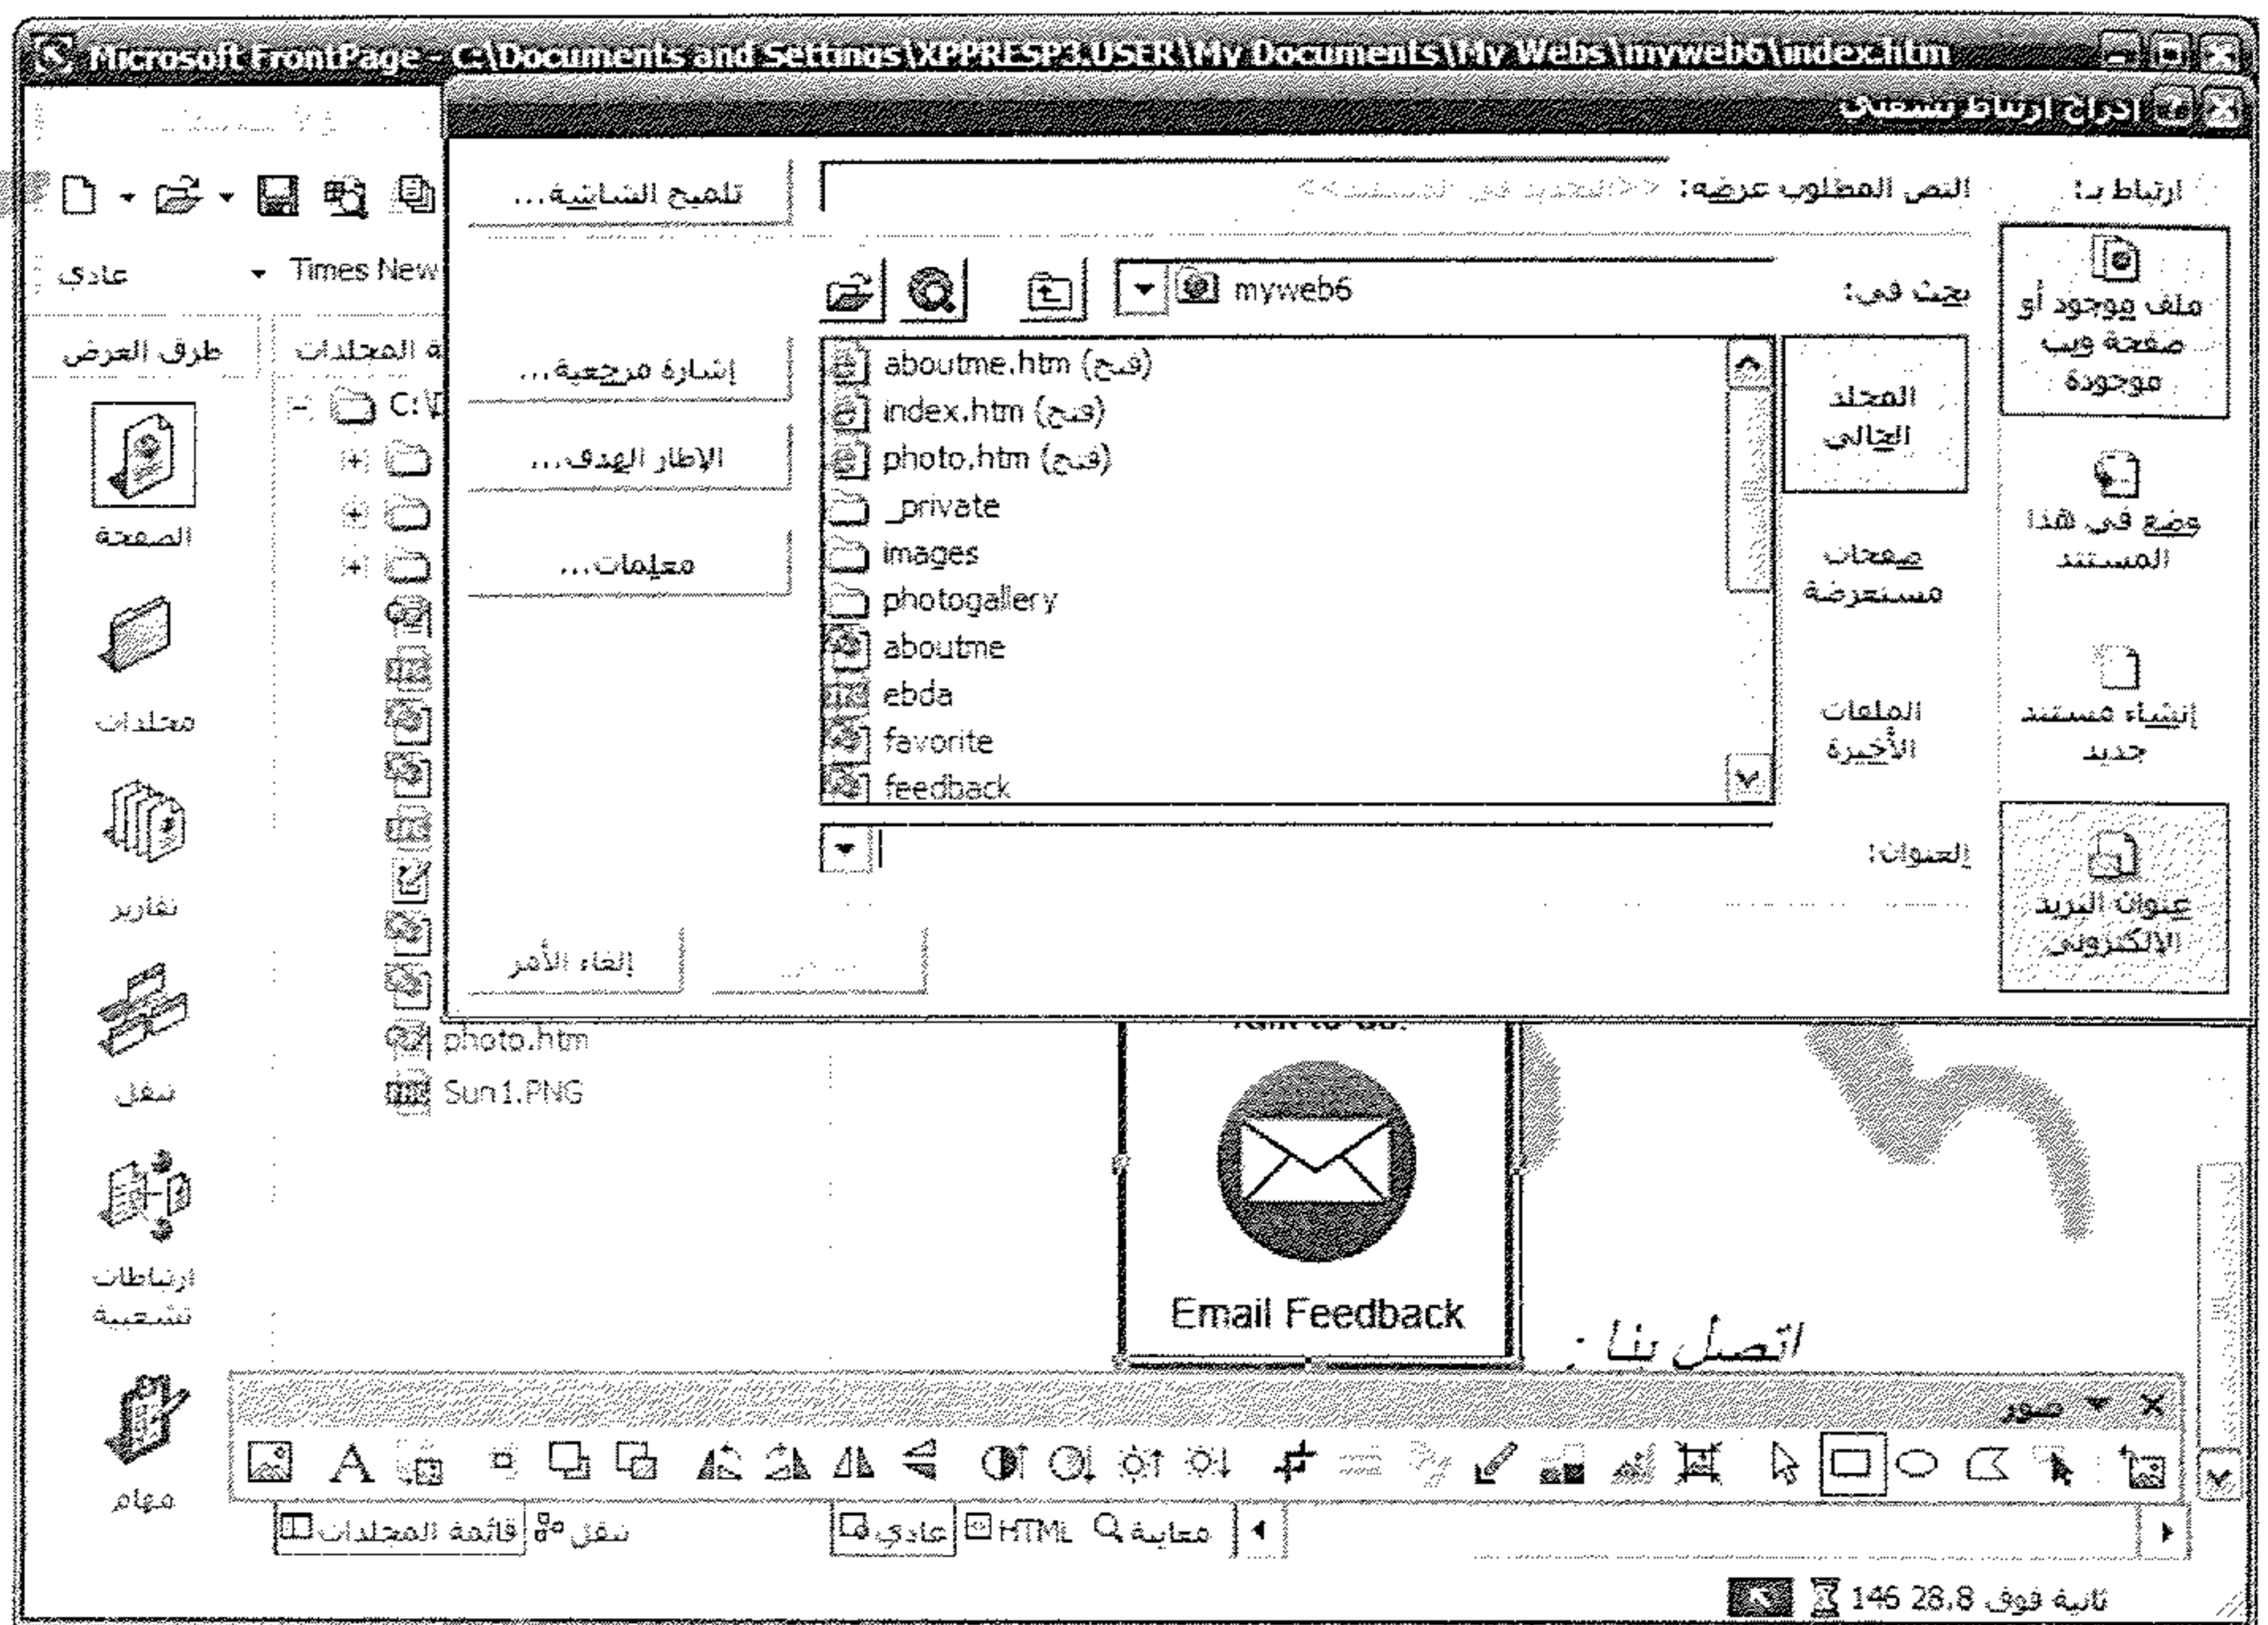 Microsoft FrontPage - C:\Documents and Settings\XPPRESP3.USER\My Documents\My Webs\myweb6\index.htm
إدراج ارتباط تشعبي
ارتباط بـ:
النص المطلوب عرضه: <<التحديد في المستند>>
تلميح الشاشة...
عادي
Times New
بحث في:
myweb6
ملف موجود أو
صفحة ويب
موجودة
طرق العرض
ة المجلدات
المجلد
الحالي
aboutme.htm (فتح)
index.htm (فتح)
photo.htm (فتح)
_private
images
photogallery
aboutme
ebda
favorite
feedback
إشارة مرجعية...
الإطار الهدف...
معلمات...
C:\
وضع في هذا
المستند
صفحات
مستعرضة
إنشاء مستند
جديد
الملفات
الأخيرة
العنوان:
عنوان البريد
الإلكتروني
إلغاء الأمر
الصفحة
مجلدات
تقارير
تنقل
ارتباطات
تشعبية
مهام
photo.htm
Sun1.PNG
Email Feedback
اتصل بنا :
صور
قائمة المجلدات
تنقل
عادي
HTML
معاينة
146 ثانية فوق 28.8